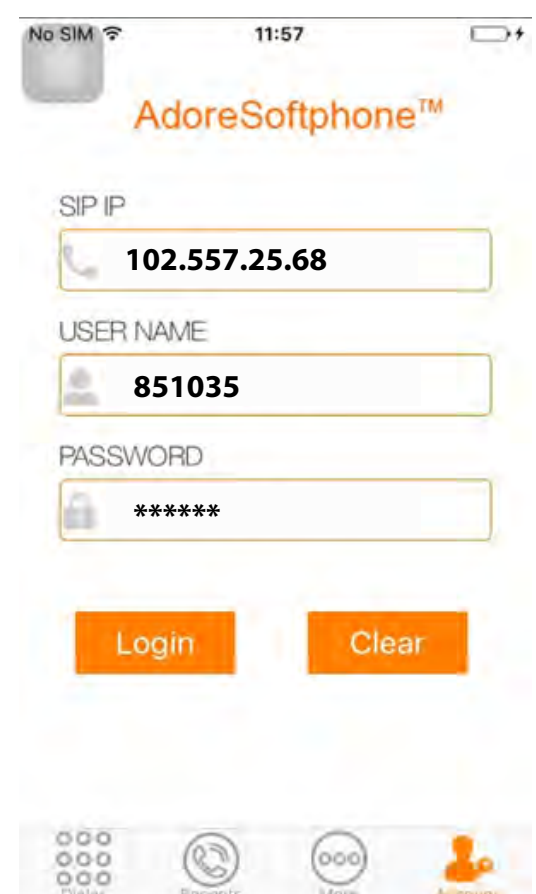 No SIM 11:57
AdoreSoftphone™
SIP IP
102.557.25.68
USER NAME
851035
PASSWORD
******
Login Clear